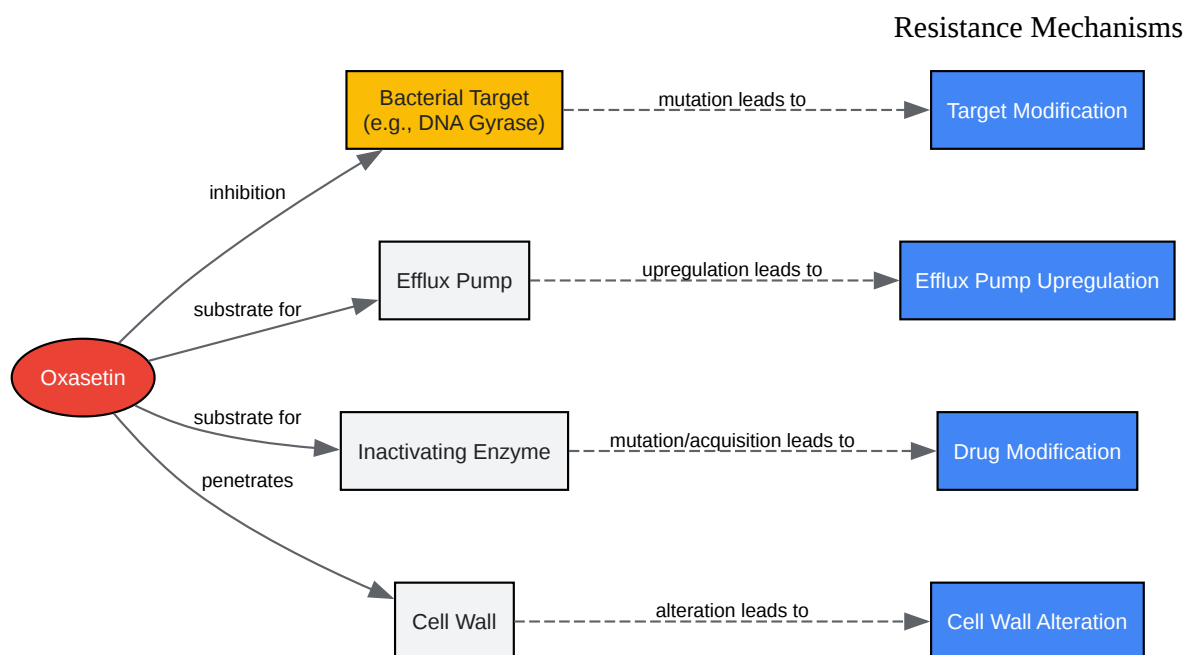 Resistance Mechanisms
Bacterial Target
(e.g., DNA Gyrase)
mutation leads to
Target Modification
inhibition
Efflux Pump
upregulation leads to
Efflux Pump Upregulation
substrate for
Oxasetin
substrate for
Inactivating Enzyme
mutation/acquisition leads to
Drug Modification
penetrates
Cell Wall
alteration leads to
Cell Wall Alteration